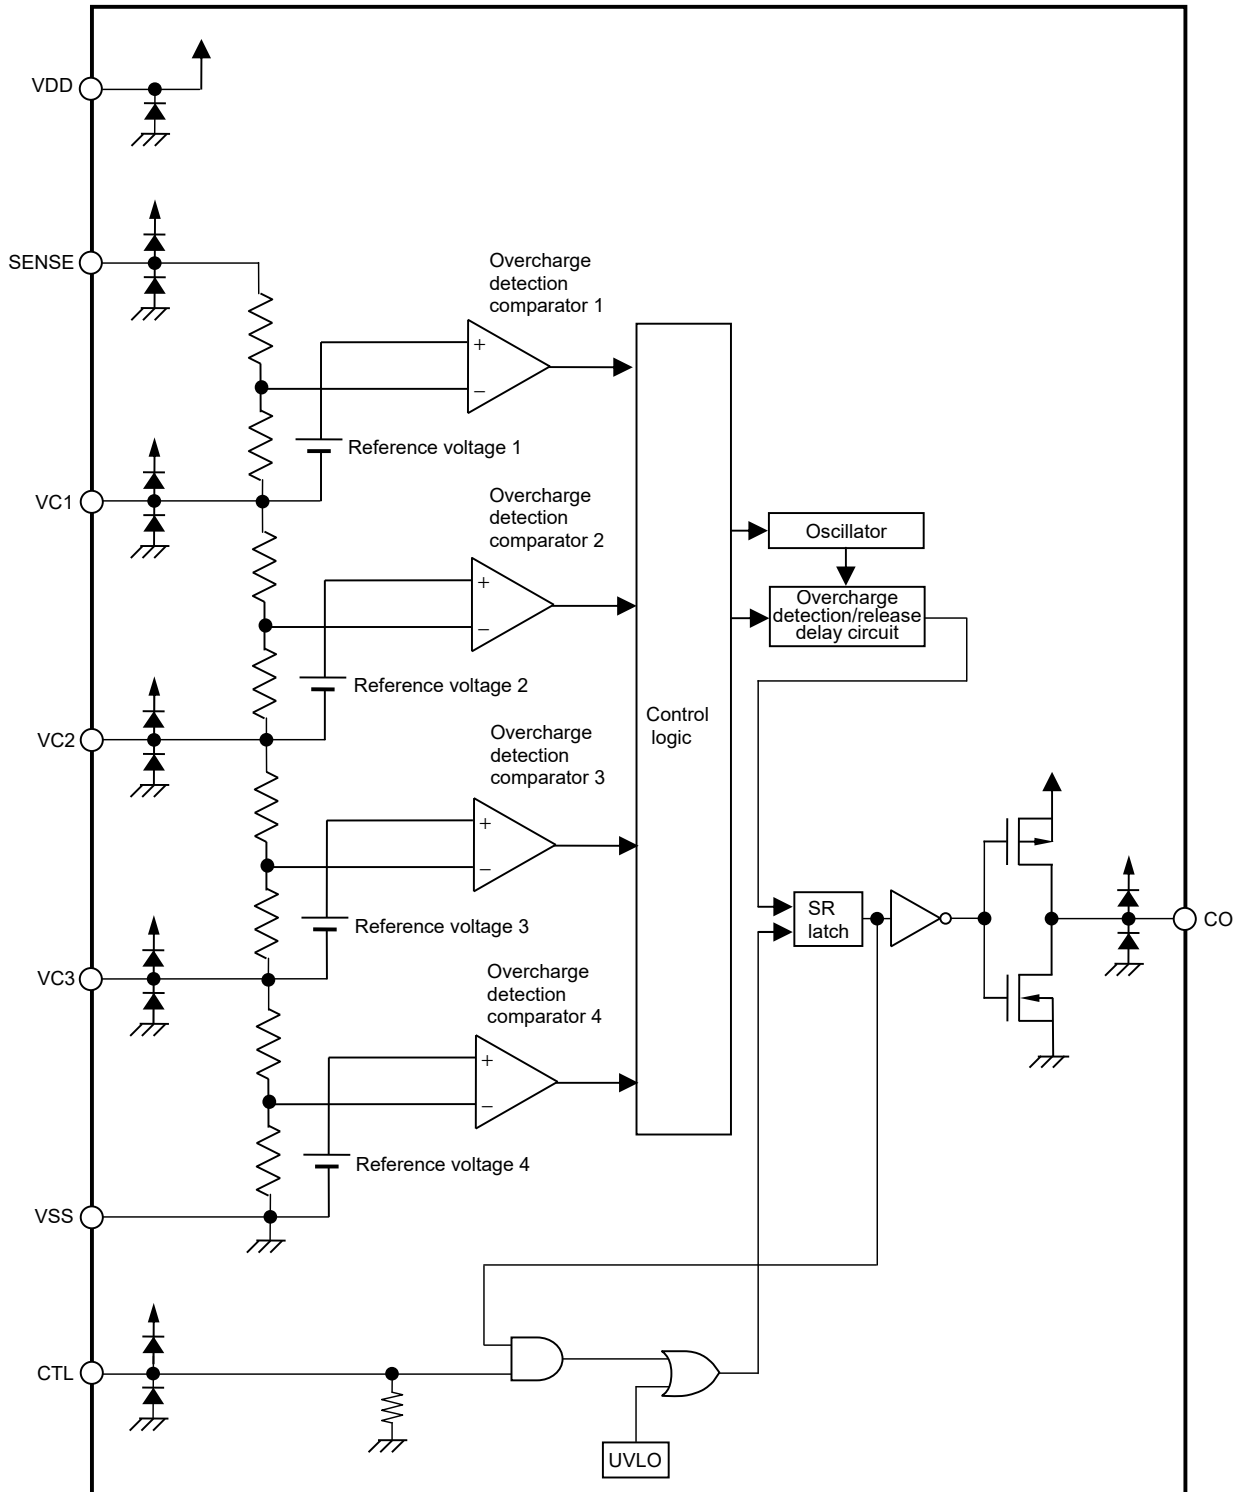 VDD
SENSE
Overcharge
detection
comparator 1
+
−
Reference voltage 1
VC1
Overcharge
detection
comparator 2
+
−
Oscillator
Overcharge
detection/release
delay circuit
Reference voltage 2
Control
logic
VC2
Overcharge
detection
comparator 3
+
−
SR
latch
CO
Reference voltage 3
VC3
Overcharge
detection
comparator 4
+
−
Reference voltage 4
VSS
CTL
UVLO